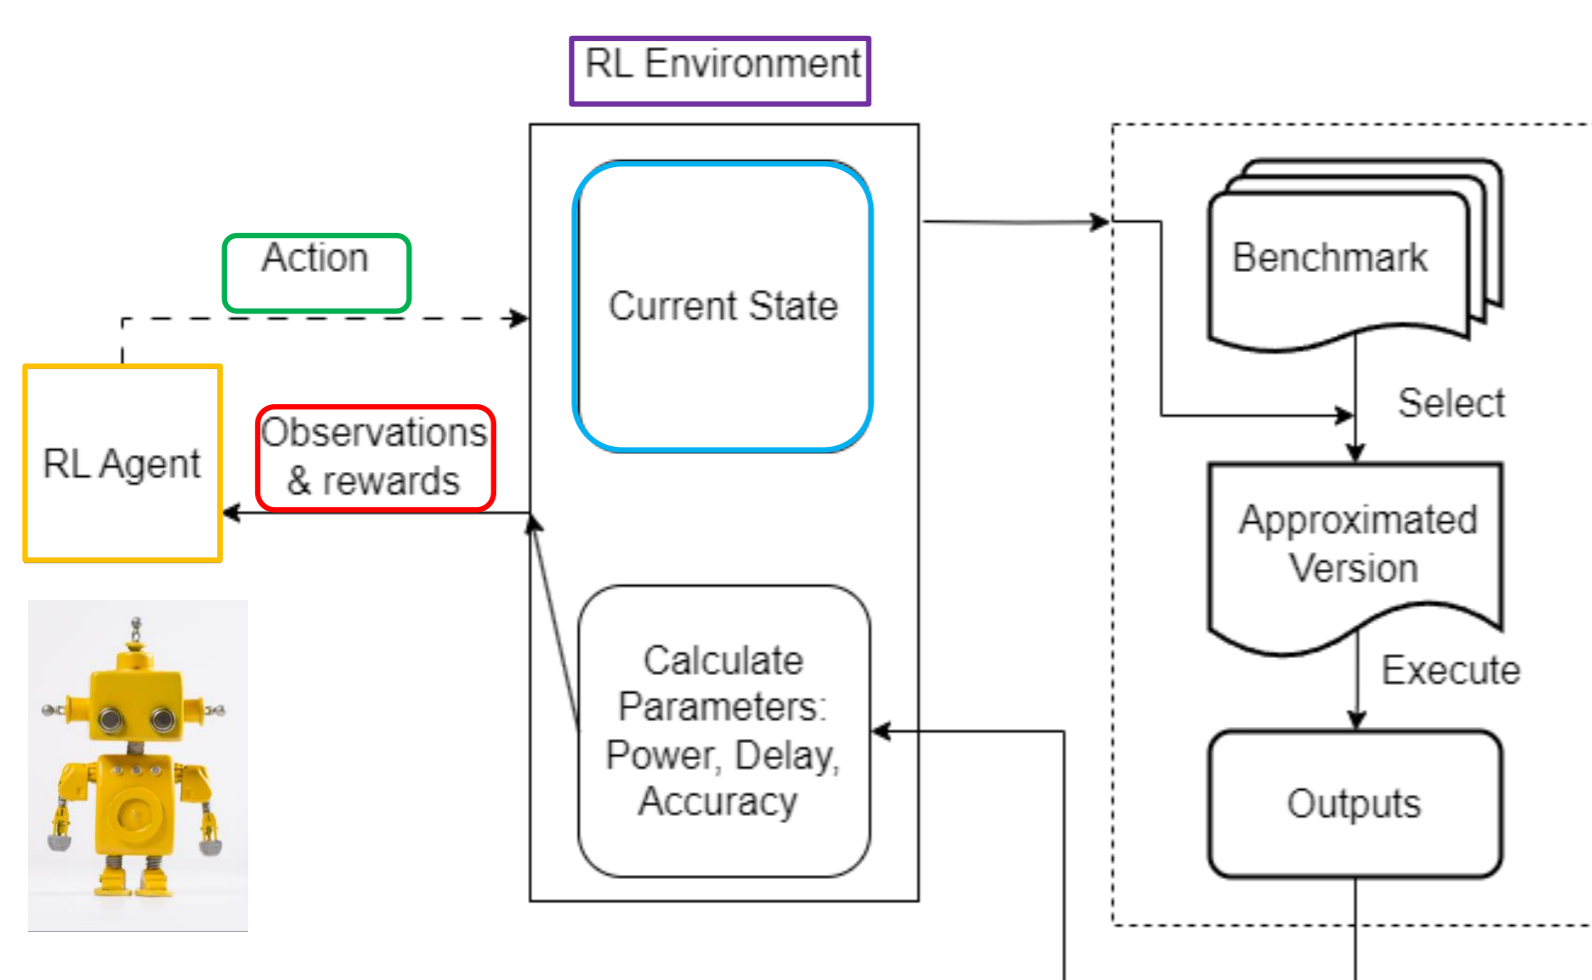 RL Environment
Action
Current State
Observations
& rewards
RL Agent
Calculate
Parameters:
Power, Delay,
Accuracy
Benchmark
Select
Approximated
Version
Execute
Outputs